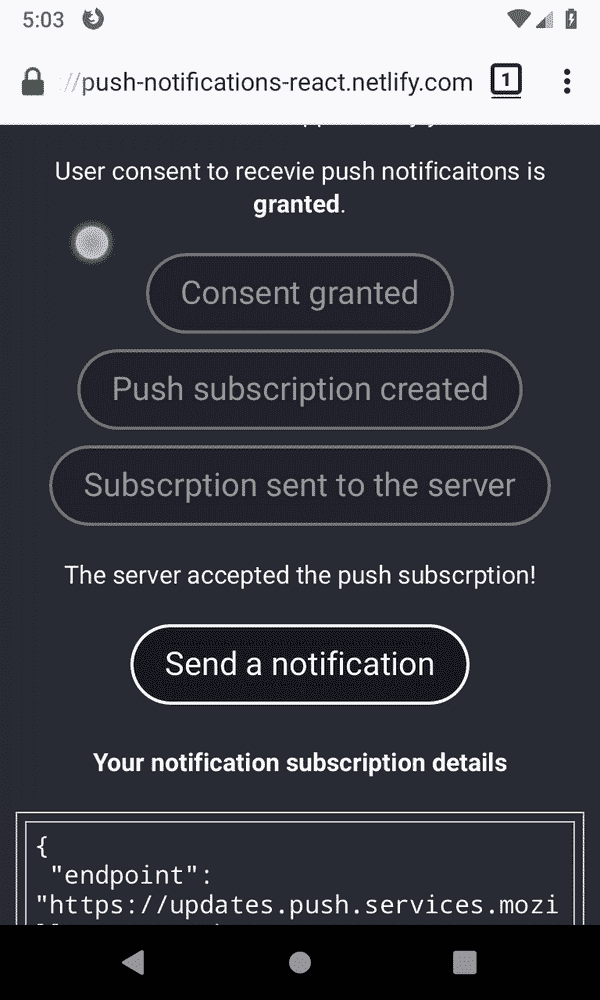 5:03
://push-notifications-react.netlify.com
1
User consent to recevie push notificaitons is
granted.
Consent granted
Push subscription created
Subscrption sent to the server
The server accepted the push subscrption!
Send a notification
Your notification subscription details
{
"endpoint":
"https://updates.push.services.mozi